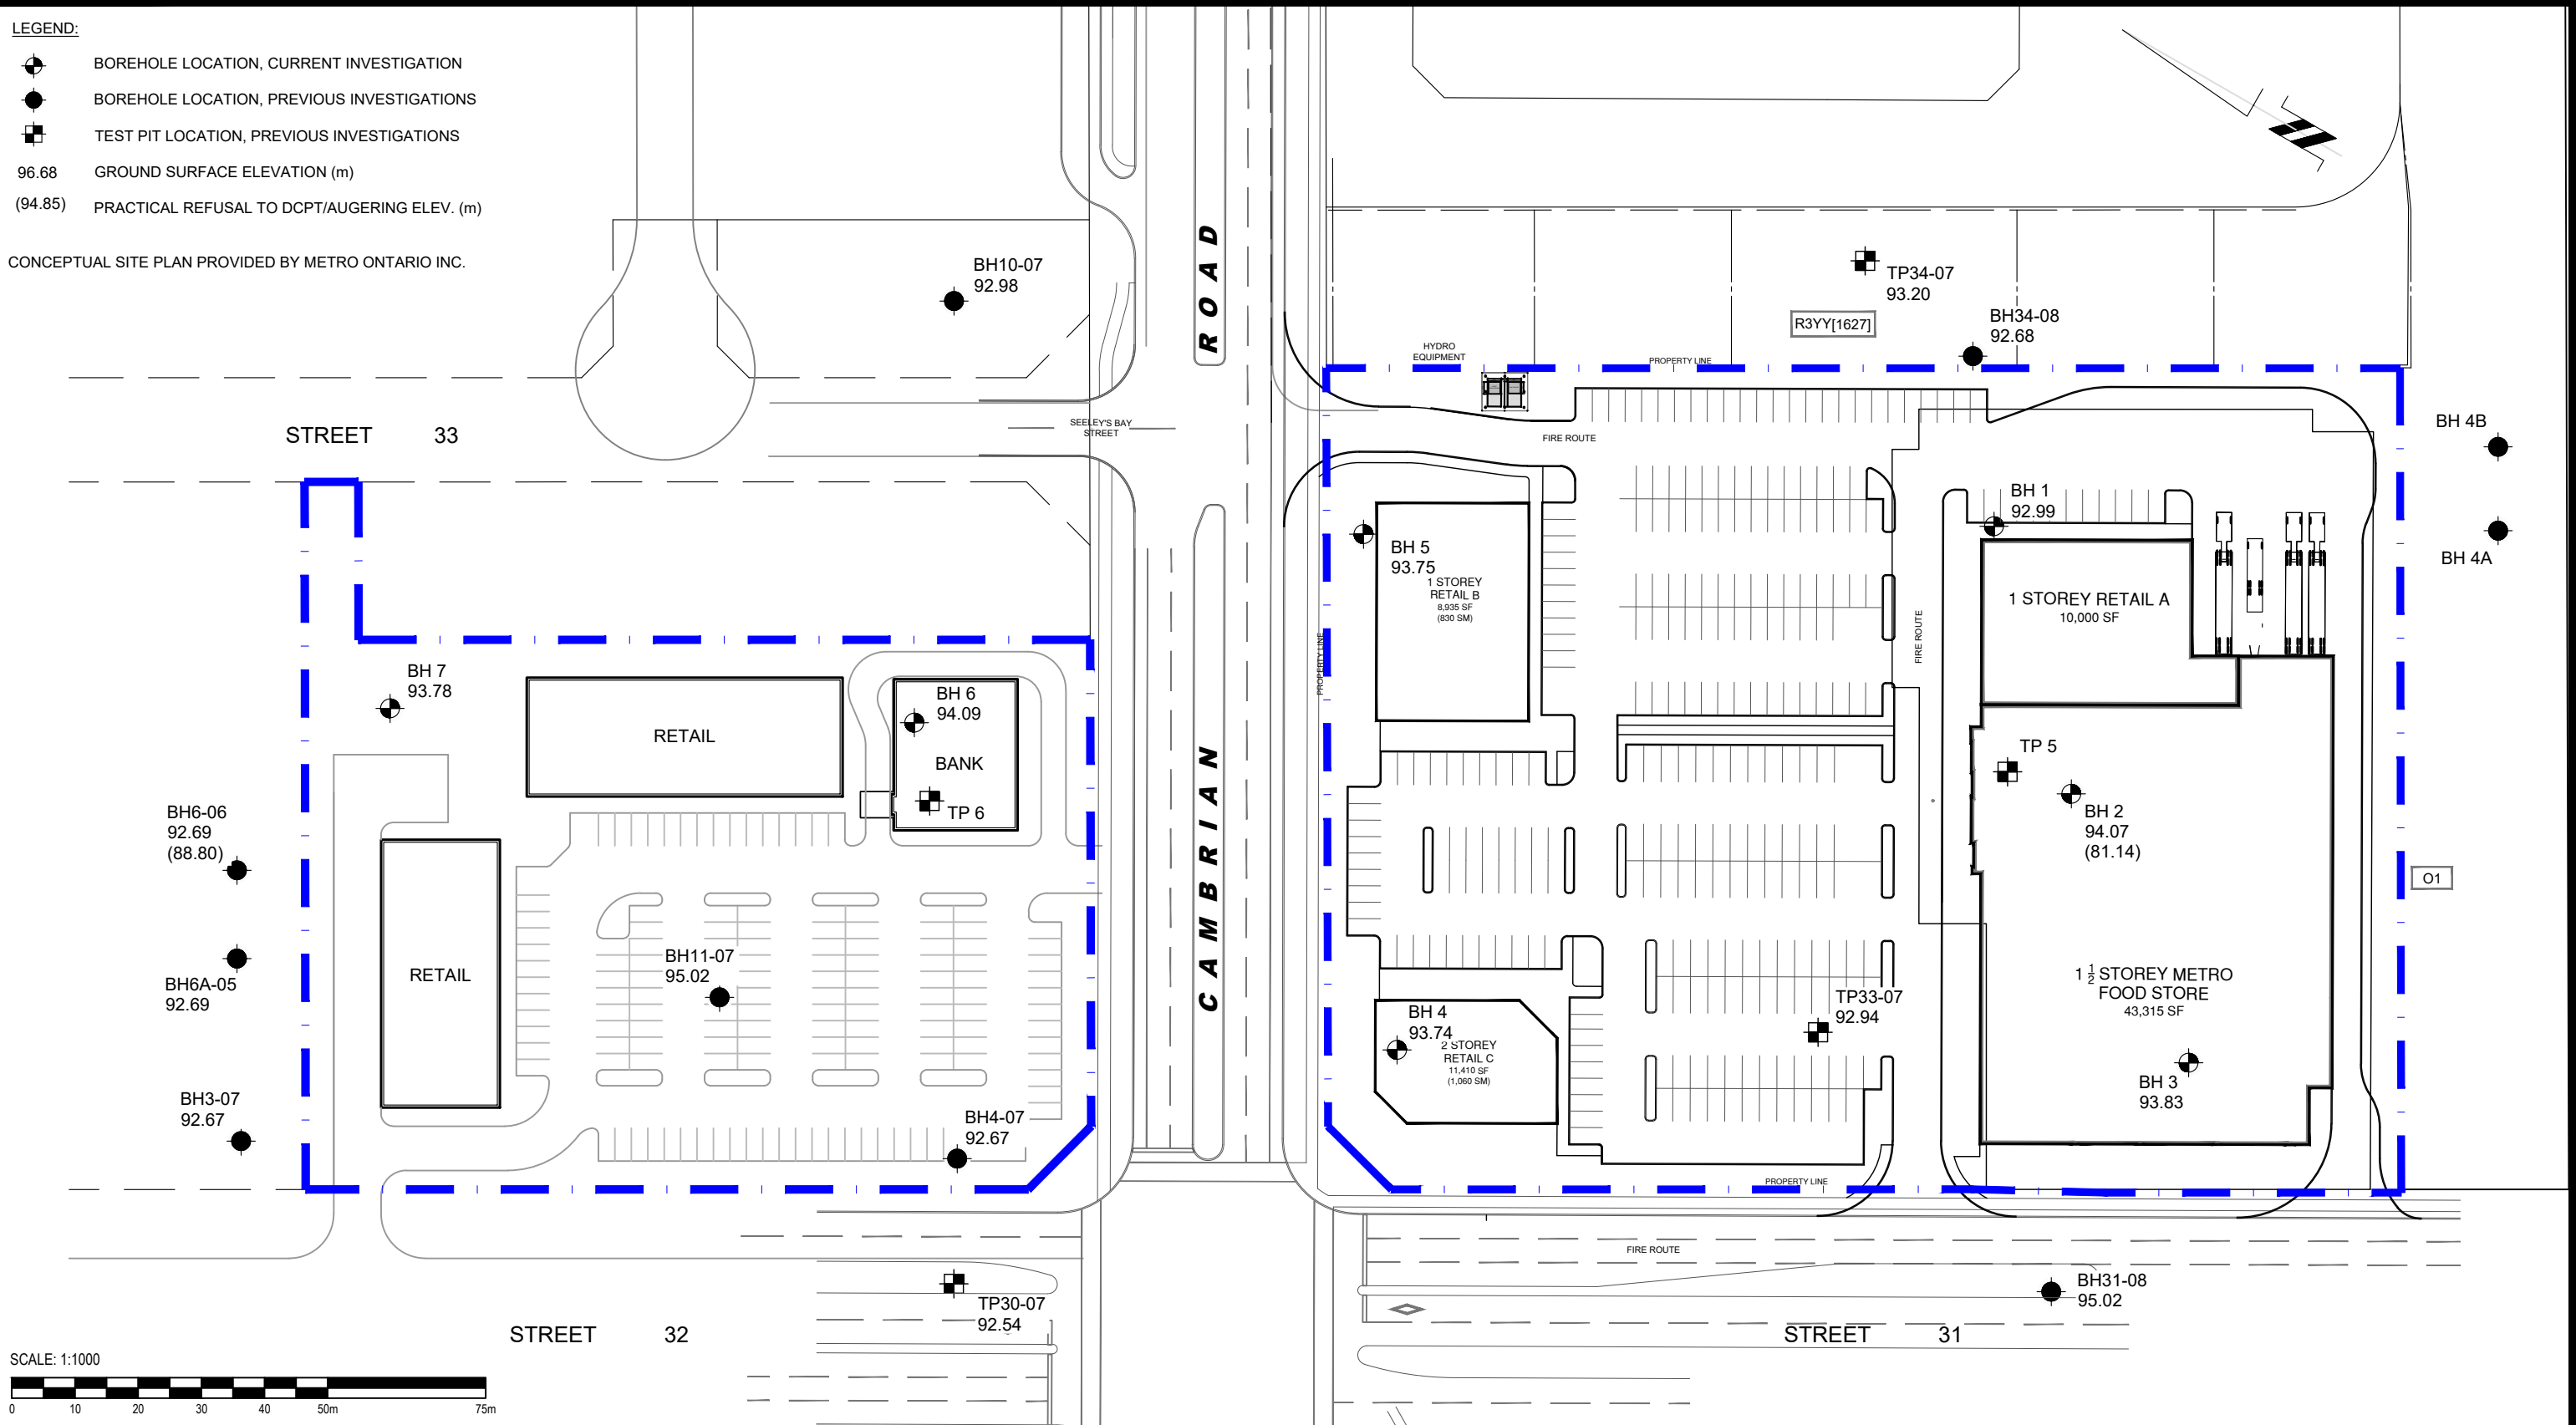 LEGEND:
BOREHOLE LOCATION, CURRENT INVESTIGATION
BOREHOLE LOCATION, PREVIOUS INVESTIGATIONS
TEST PIT LOCATION, PREVIOUS INVESTIGATIONS
96.68 GROUND SURFACE ELEVATION (m)
(94.85) PRACTICAL REFUSAL TO DCPT/AUGERING ELEV. (m)
CONCEPTUAL SITE PLAN PROVIDED BY METRO ONTARIO INC.
BH10-07
92.98
STREET 33
SEELEY'S BAY
STREET
CAMBRIAN ROAD
TP34-07
93.20
R3YY[1627]
BH34-08
92.68
HYDRO
EQUIPMENT
PROPERTY LINE
FIRE ROUTE
BH 4B
BH 4A
BH 1
92.99
BH 5
93.75
1 STOREY
RETAIL B
8,935 SF
(830 SM)
1 STOREY RETAIL A
10,000 SF
FIRE ROUTE
PROPERTY LINE
BH 7
93.78
RETAIL
BH 6
94.09
BANK
TP 6
TP 5
BH 2
94.07
(81.14)
O1
BH6-06
92.69
(88.80)
BH6A-05
92.69
RETAIL
BH11-07
95.02
1 1/2 STOREY METRO
FOOD STORE
43,315 SF
TP33-07
92.94
BH 4
93.74
2 STOREY
RETAIL C
11,410 SF
(1,060 SM)
BH 3
93.83
BH3-07
92.67
BH4-07
92.67
PROPERTY LINE
FIRE ROUTE
TP30-07
92.54
BH31-08
95.02
STREET 32
STREET 31
SCALE: 1:1000
0 10 20 30 40 50m 75m